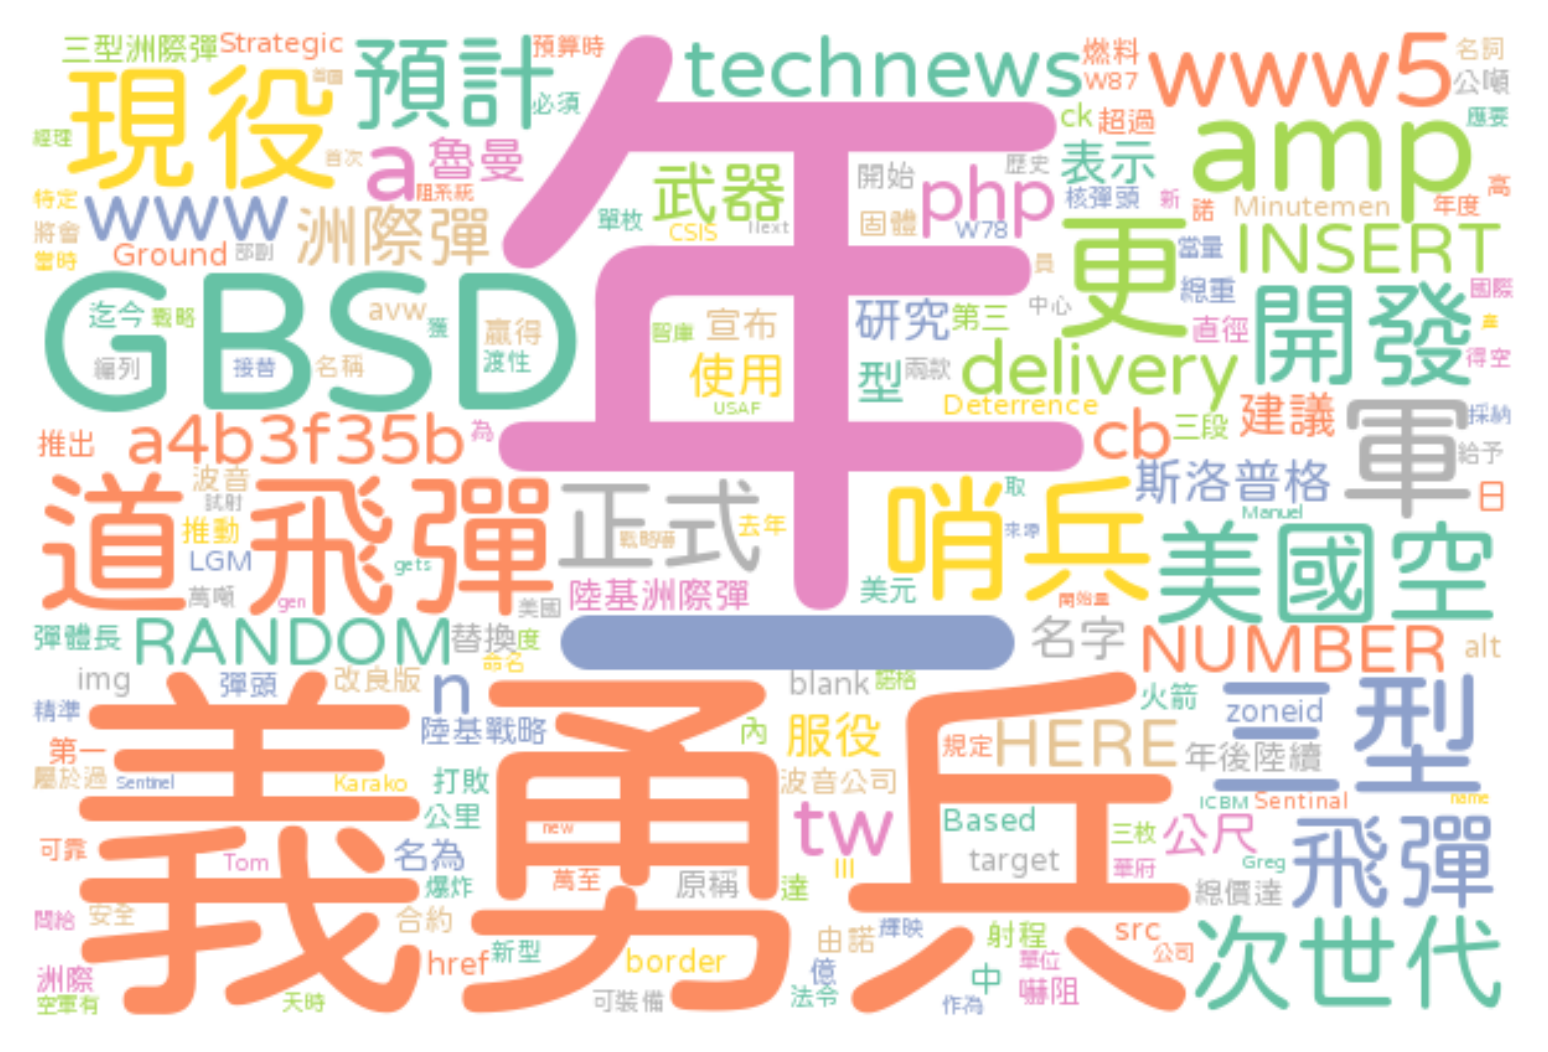 三型洲際彈 Strategic 預計 預算時 technews 燃料 www5 名詞
現役 必須 W87 公噸
經理 首次 a 魯曼 ck 超過 amp 應要
阻系統 武器 開始 歷史 php 表示
特定 www 洲際彈 單枚 CSIS Next 固體 W78 核彈頭 新 諾 Minutemen 年度 高
將會 Ground 部副 年 更 當量 INSERT
當時 員 總重 國際
GBSD 迄今 戰略 avw 獲 贏得 智庫 宣布 研究 第三 中心 直徑 開發
編列 接替 名稱 渡性 使用 型 兩款 delivery 得空
USAF Deterrence
推出 a4b3f35b 為 cb 三段 建議 軍 採納
道飛彈 波音 正式 哨兵 取 斯洛普格 給予 日
試射 推動 戰略導 去年 來源 Manuel 美國空
LGM gets
萬噸 gen 美國 陸基洲際彈 美元 開始量
彈體長 RANDOM 替換 度 一 名字 NUMBER alt
img 彈頭 改良版 n 命名 blank 諾格 火箭 三型
精準 義勇兵 陸基戰略 內 服役 規定 HERE zoneid
第一 年後陸續
屬於過 Sentinel Karako 打敗 波音公司 ICBM Sentinal name
公里 new tw Based 三枚 公尺 飛彈
可靠 Tom 名為 III target 華府 Greg
爆炸 萬至 原稱 達 總價達
問給 安全 合約 由諾 輝映 射程 src 次世代
洲際 href 新型 border 億 中 單位 公司
空軍有 天時 可裝備 法令 作為 嚇阻